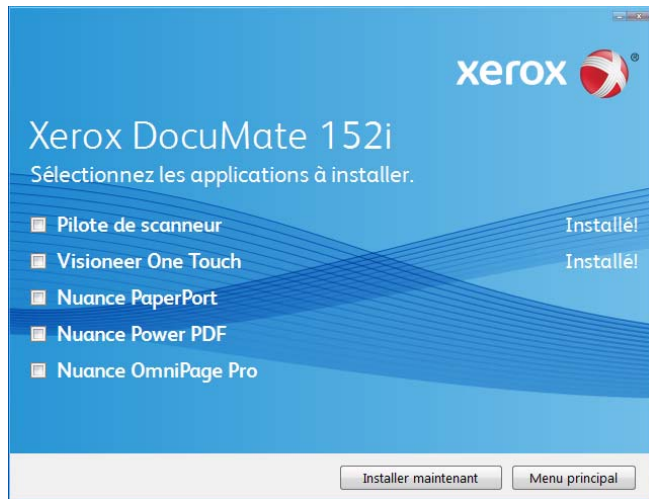 xerox
Xerox DocuMate 152i
Sélectionnez les applications à installer.
Pilote de scanneur Installé!
Visioneer One Touch Installé!
Nuance PaperPort
Nuance Power PDF
Nuance OmniPage Pro
Installer maintenant Menu principal